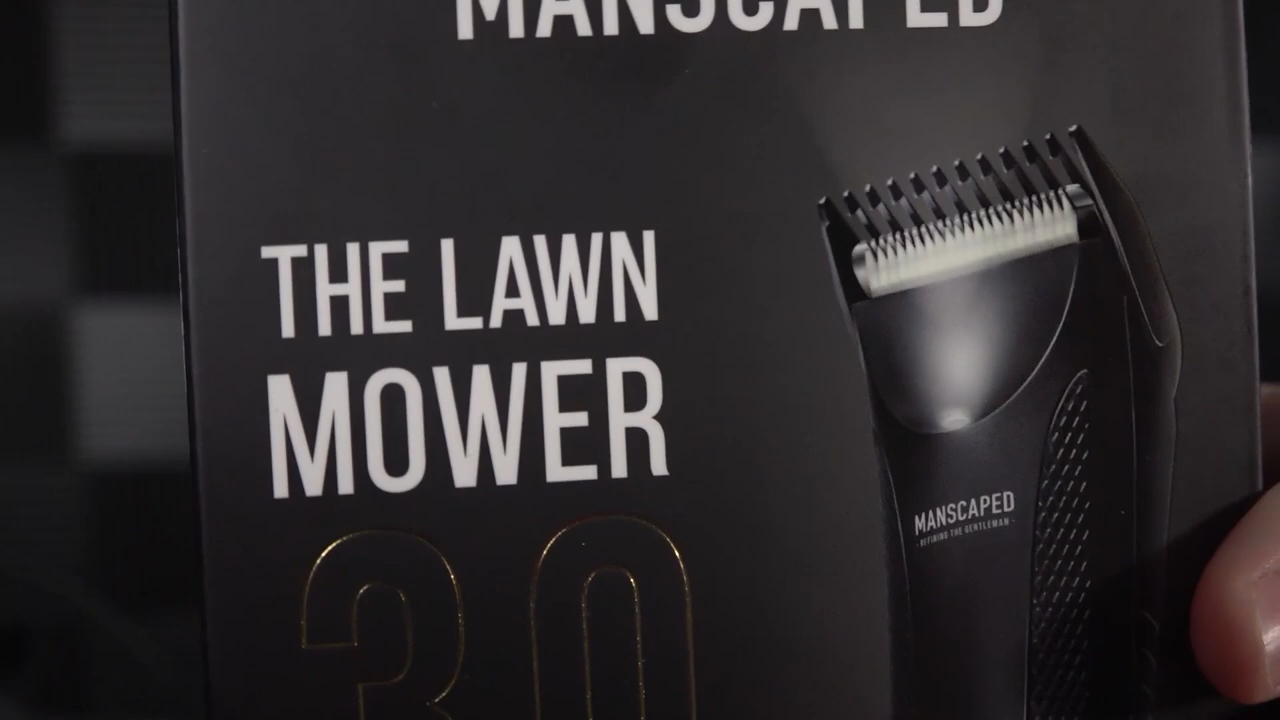 MANSCAPED
THE LAWN
MOWER
3.0
MANSCAPED
- REFINING THE GENTLEMAN -